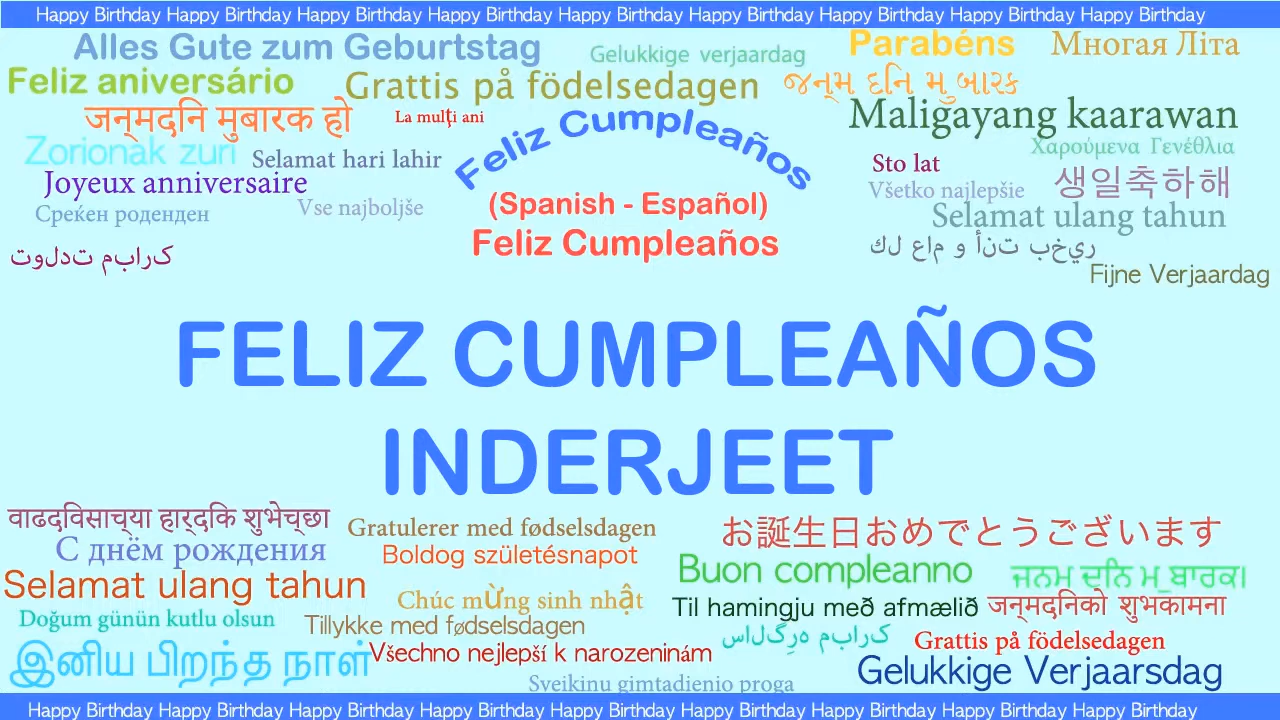 Happy Birthday Happy Birthday Happy Birthday Happy Birthday Happy Birthday Happy Birthday Happy Birthday Happy Birthday Happy Birthday
Alles Gute zum Geburtstag
Gelukkige verjaardag
Parabéns
Многая Літа
Feliz aniversário
Grattis på födelsedagen
જન્મ દિન મુબારક
जन्मदिन मुबारक हो
La mulţi ani
Feliz Cumpleaños
Maligayang kaarawan
Zorionak zuri
Selamat hari lahir
Sto lat
Χαρούμενα Γενέθλια
Joyeux anniversaire
(Spanish - Español)
Všetko najlepšie
생일축하해
Среќен роденден
Vse najboljše
Feliz Cumpleaños
Selamat ulang tahun
تولدت مبارک
كل عام و أنت بخير
Fijne Verjaardag
FELIZ CUMPLEAÑOS
INDERJEET
वाढदिवसाच्या हार्दिक शुभेच्छा
Gratulerer med fødselsdagen
お誕生日おめでとうございます
С днём рождения
Boldog születésnapot
Buon compleanno
ਜਨਮ ਦਿਨ ਮੁਬਾਰਕ।
Selamat ulang tahun
Chúc mừng sinh nhật
Til hamingju með afmælið
जन्मदिनको शुभकामना
Doğum günün kutlu olsun
Tillykke med fødselsdagen
سالگرہ مبارک
Grattis på födelsedagen
இனிய பிறந்த நாள்
Všechno nejlepší k narozeninám
Gelukkige Verjaarsdag
Sveikinu gimtadienio proga
Happy Birthday Happy Birthday Happy Birthday Happy Birthday Happy Birthday Happy Birthday Happy Birthday Happy Birthday Happy Birthday